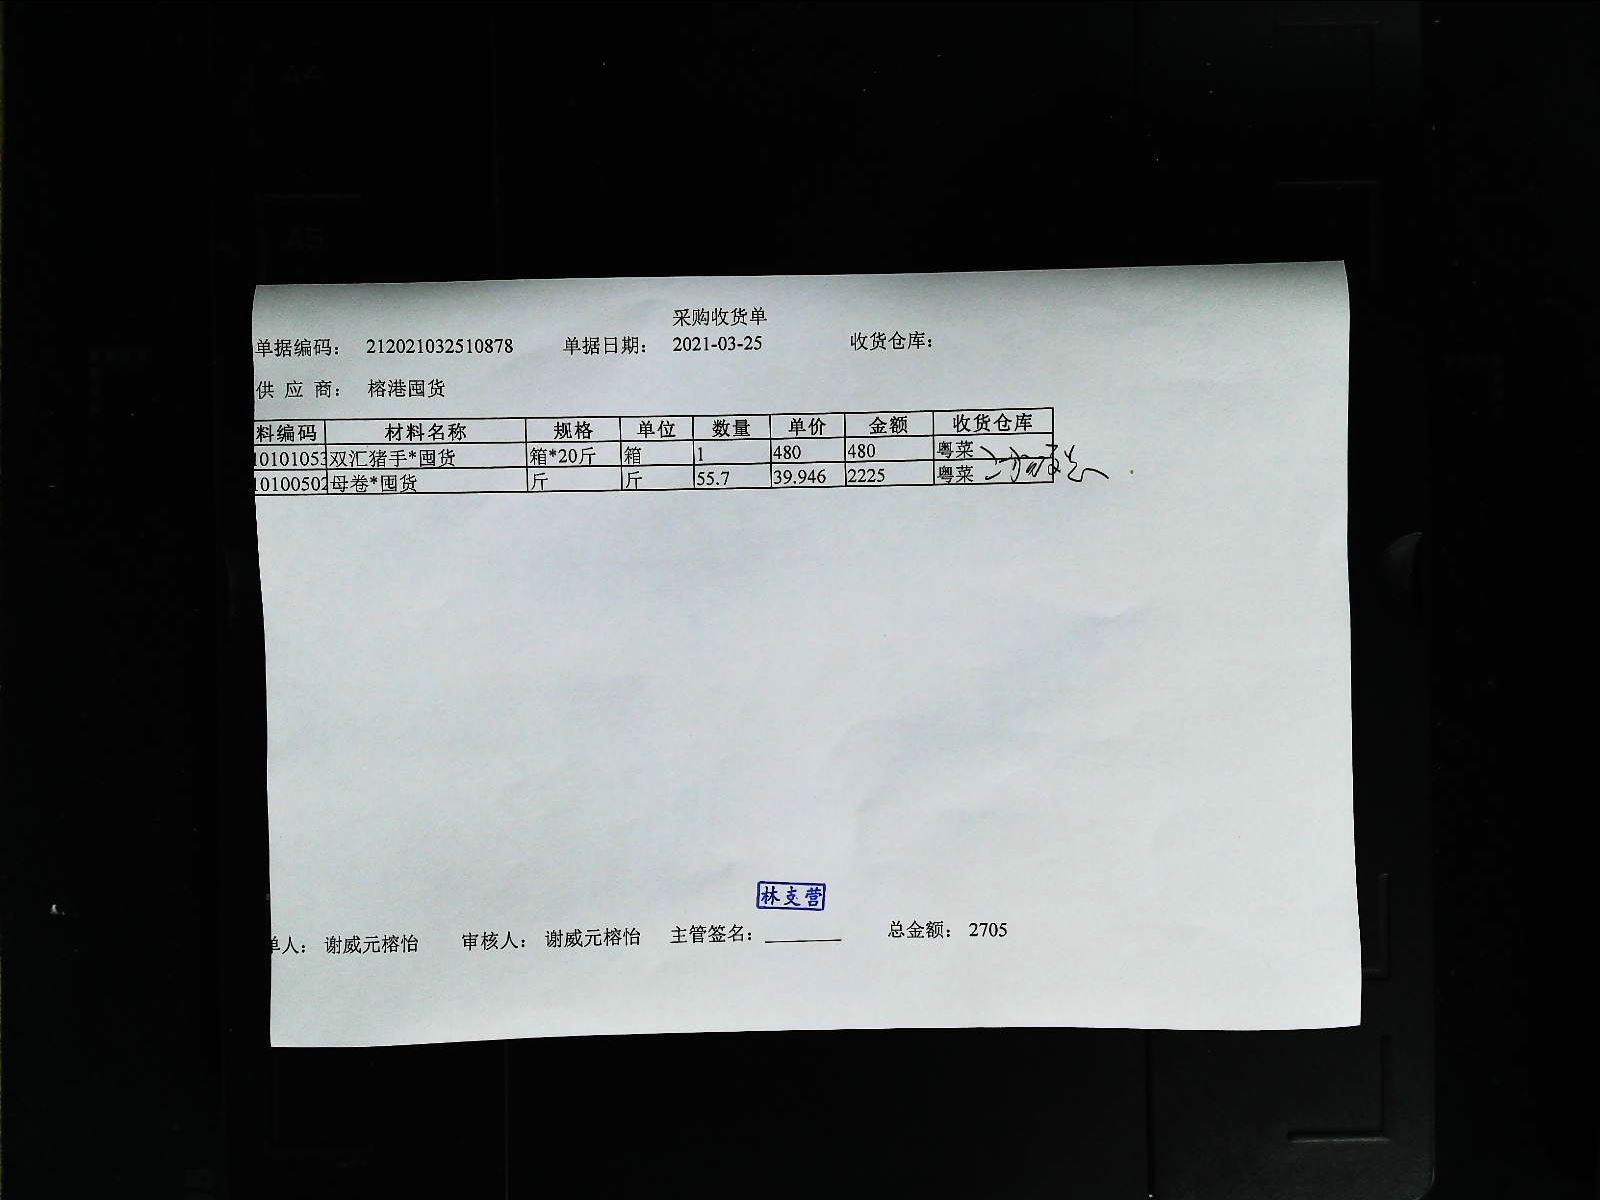 采购收货单
单据编码： 212021032510878 单据日期： 2021-03-25 收货仓库：
供 应 商： 榕港囤货
料编码 材料名称 规格 单位 数量 单价 金额 收货仓库
1010105 双汇猪手*囤货 箱*20斤 箱 1 480 480 粤菜
1010050 母卷*囤货 斤 斤 55.7 39.946 2225 粤菜
林支营
单人： 谢威元榕怡 审核人： 谢威元榕怡 主管签名： 总金额： 2705